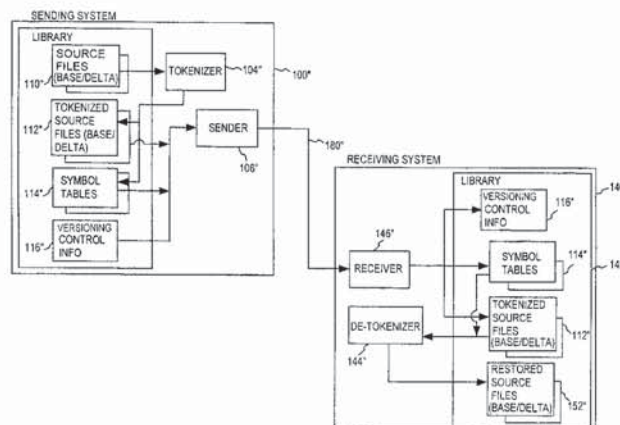 SENDING SYSTEM
LIBRARY
SOURCE
FILES
(BASE/DELTA)
110"
TOKENIZER
104"
100"
TOKENIZED
SOURCE
FILES (BASE/
DELTA)
112"
SENDER
106"
180"
SYMBOL
TABLES
114"
VERSIONING
CONTROL
INFO
116"
RECEIVING SYSTEM
LIBRARY
VERSIONING
CONTROL
INFO
116"
146"
RECEIVER
SYMBOL
TABLES
114"
DE-TOKENIZER
144"
TOKENIZED
SOURCE
FILES
(BASE/DELTA)
112"
RESTORED
SOURCE
FILES
(BASE/DELTA)
152"